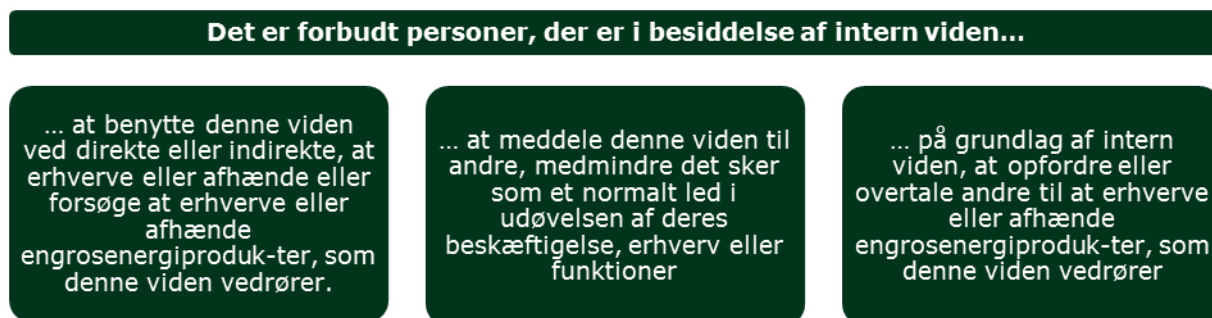 Det er forbudt personer, der er i besiddelse af intern viden...
... at benytte denne viden
ved direkte eller indirekte, at
erhverve eller afhænde eller
forsøge at erhverve eller
afhænde
engrosenergiproduk-ter, som
denne viden vedrører.
... at meddele denne viden til
andre, medmindre det sker
som et normalt led i
udøvelsen af deres
beskæftigelse, erhverv eller
funktioner
... på grundlag af intern
viden, at opfordre eller
overtale andre til at erhverve
eller afhænde
engrosenergiproduk-ter, som
denne viden vedrører